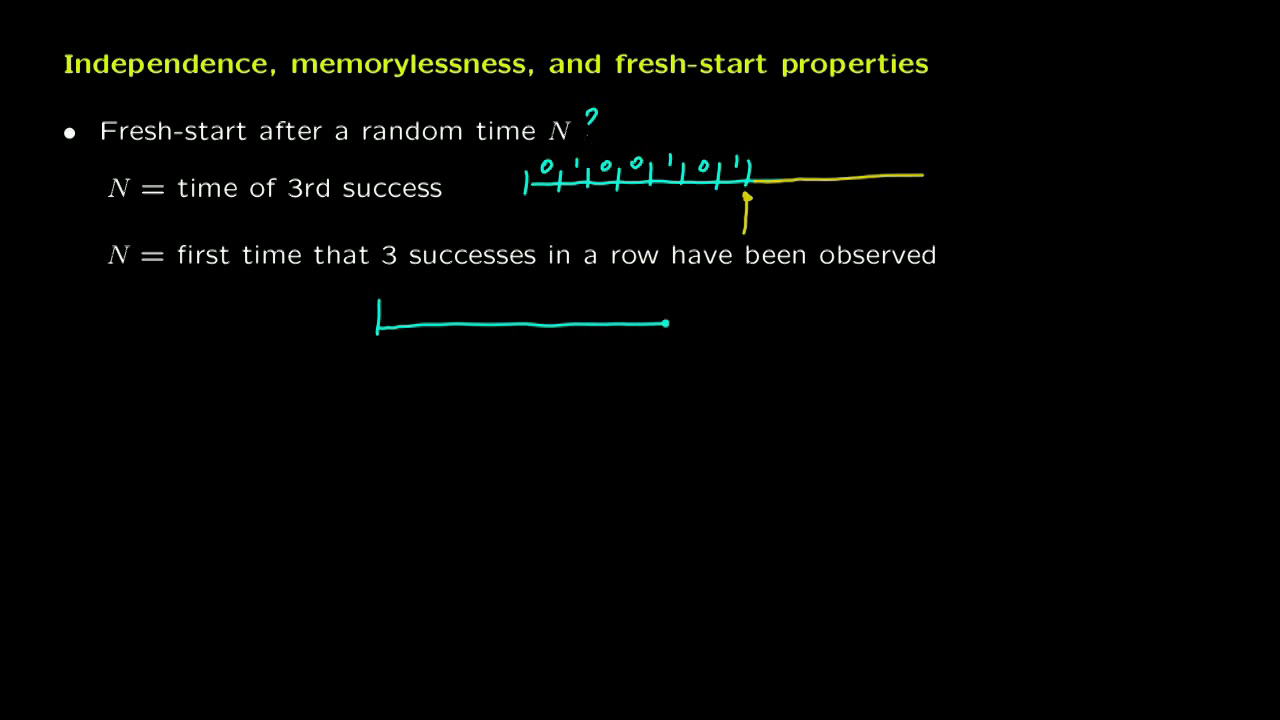 Independence, memorylessness, and fresh-start properties
• Fresh-start after a random time N ?
0 1 0 0 1 0 1
N = time of 3rd success
N = first time that 3 successes in a row have been observed